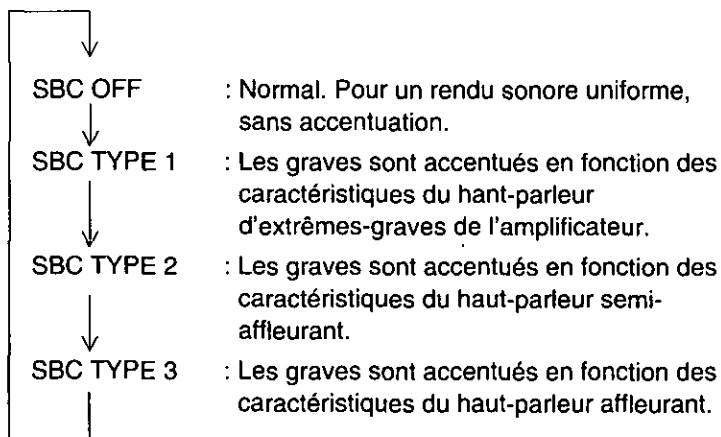 SBC OFF : Normal. Pour un rendu sonore uniforme,
sans accentuation.
SBC TYPE 1 : Les graves sont accentués en fonction des
caractéristiques du hant-parleur
d'extrêmes-graves de l'amplificateur.
SBC TYPE 2 : Les graves sont accentués en fonction des
caractéristiques du haut-parleur semi-
affleurant.
SBC TYPE 3 : Les graves sont accentués en fonction des
caractéristiques du haut-parleur affleurant.